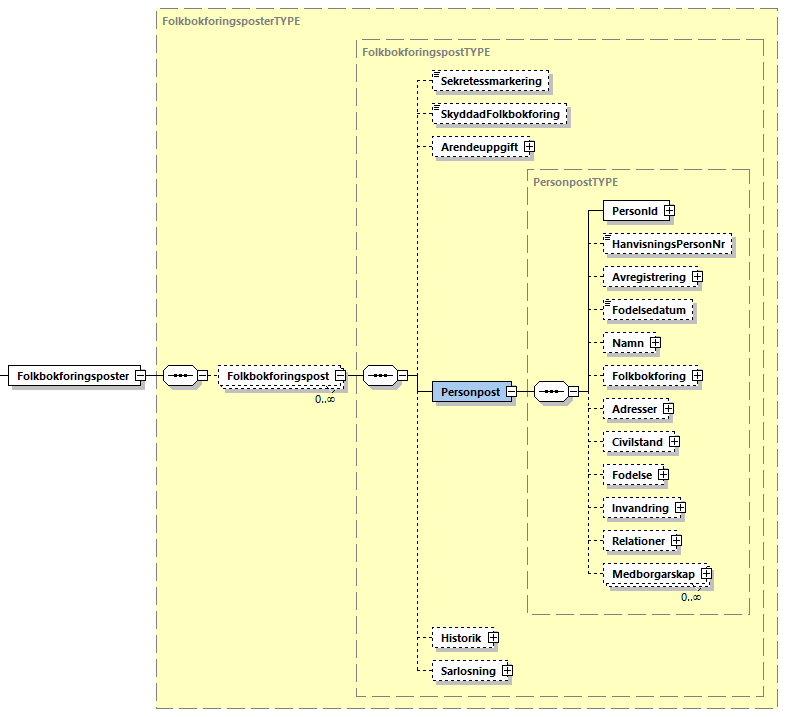 FolkbokforingsposterTYPE
FolkbokforingspostTYPE
Sekretessmarkering
SkyddadFolkbokforing
Arendeuppgift
PersonpostTYPE
PersonId
HanvisningsPersonNr
Avregistrering
Fodelsedatum
Namn
Folkbokforingsposter
Folkbokforingspost
0..∞
Folkbokforing
Personpost
Adresser
Civilstand
Fodelse
Invandring
Relationer
Medborgarskap
0..∞
Historik
Sarlosning